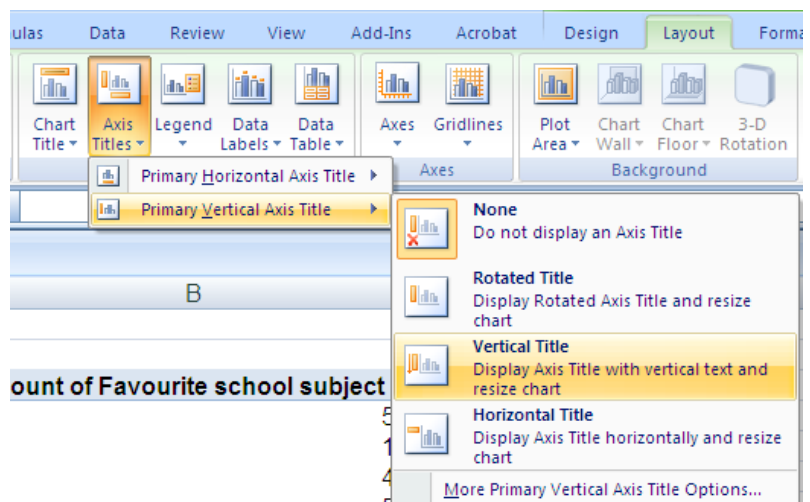 ulas Data Review View Add-Ins Acrobat Design Layout Forma
Chart Title Axis Titles Legend Data Labels Data Table Axes Gridlines Plot Area Chart Wall Chart Floor 3-D Rotation
Axes Background
Primary Horizontal Axis Title
Primary Vertical Axis Title
None
Do not display an Axis Title
Rotated Title
Display Rotated Axis Title and resize
chart
Vertical Title
Display Axis Title with vertical text and
resize chart
Horizontal Title
Display Axis Title horizontally and resize
chart
More Primary Vertical Axis Title Options...
B
ount of Favourite school subject
5
1
4